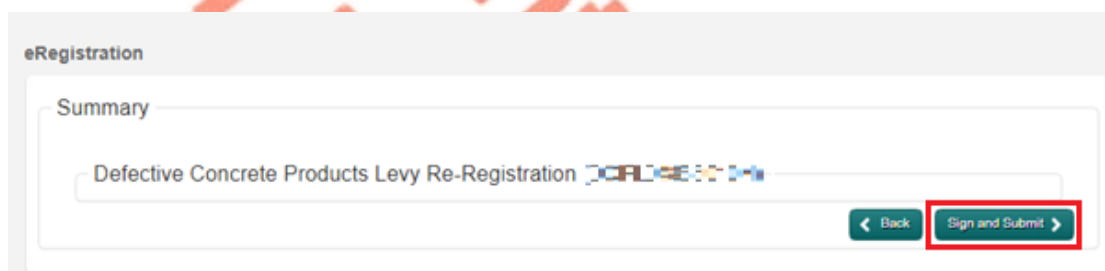 eRegistration
Summary
Defective Concrete Products Levy Re-Registration
Back
Sign and Submit